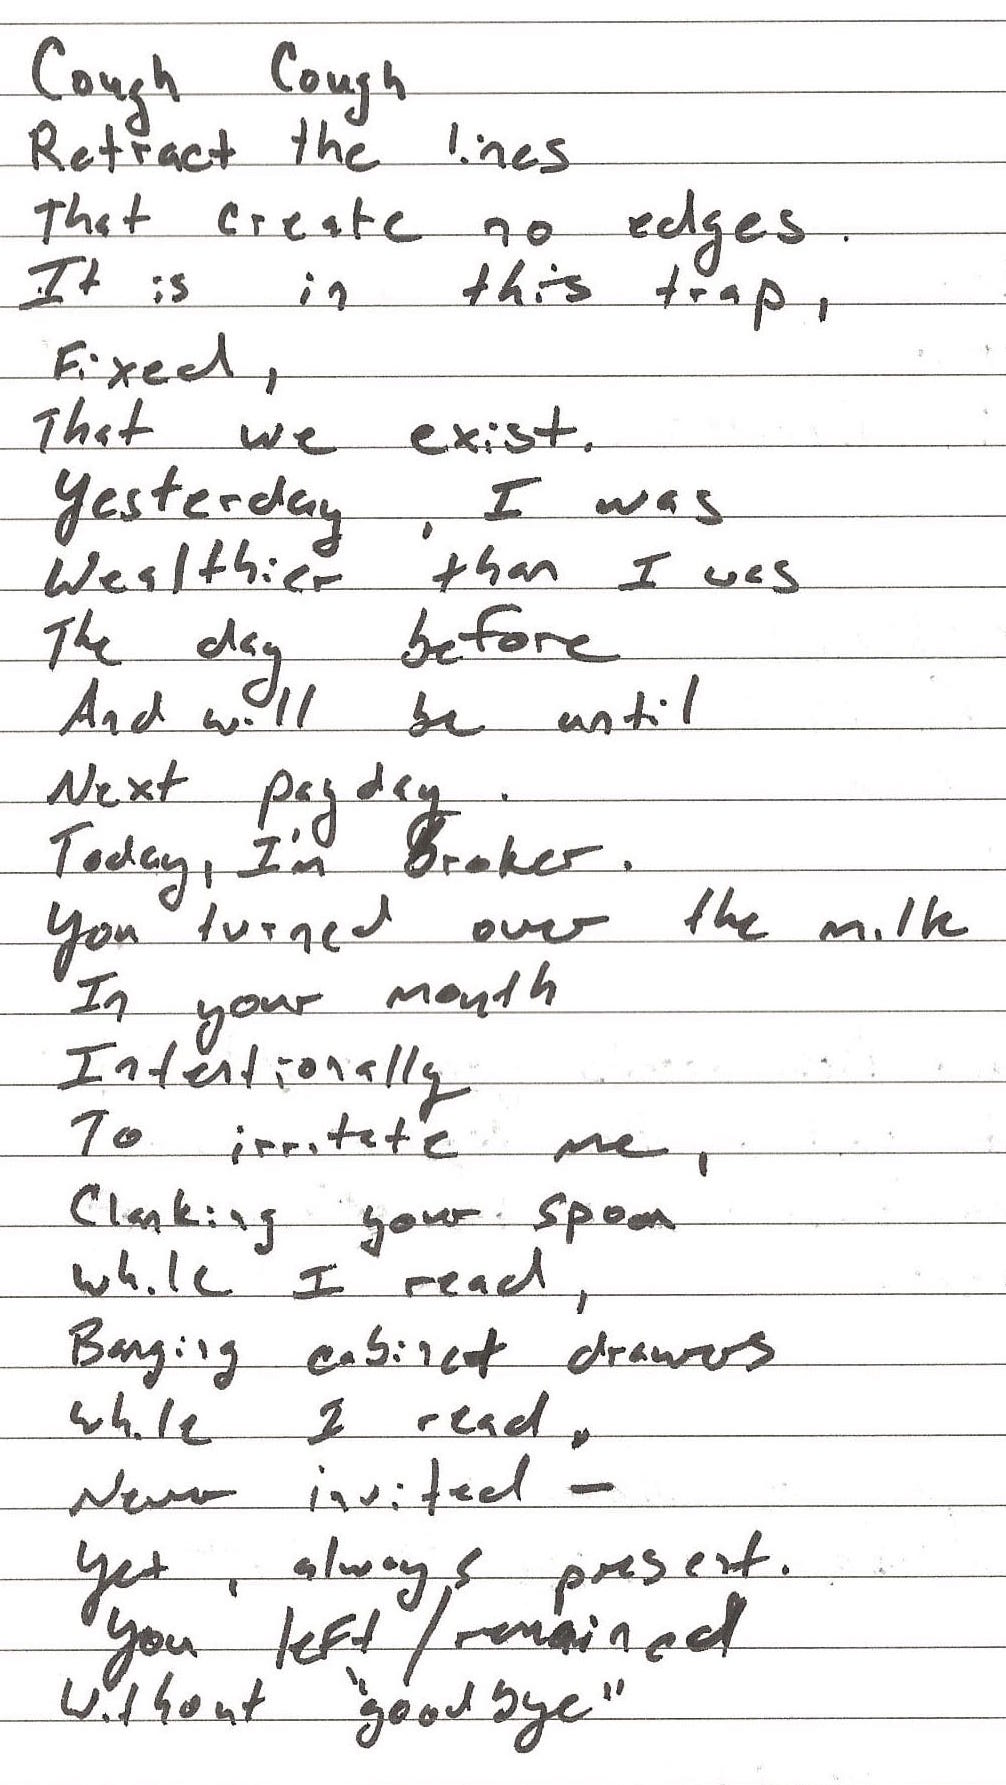 Cough Cough
Retract the lines
That create no edges.
It is in this trap,
Fixed,
That we exist.
Yesterday, I was
Wealthier than I was
The day before
And will be until
Next payday.
Today, I'm Broker.
You turned over the milk
In your mouth
Intentionally
To irritate me,
Clanking your spoon
While I read,
Banging cabinet drawers
While I read.
Never invited -
Yet, always present.
You left/remained
Without "goodbye"